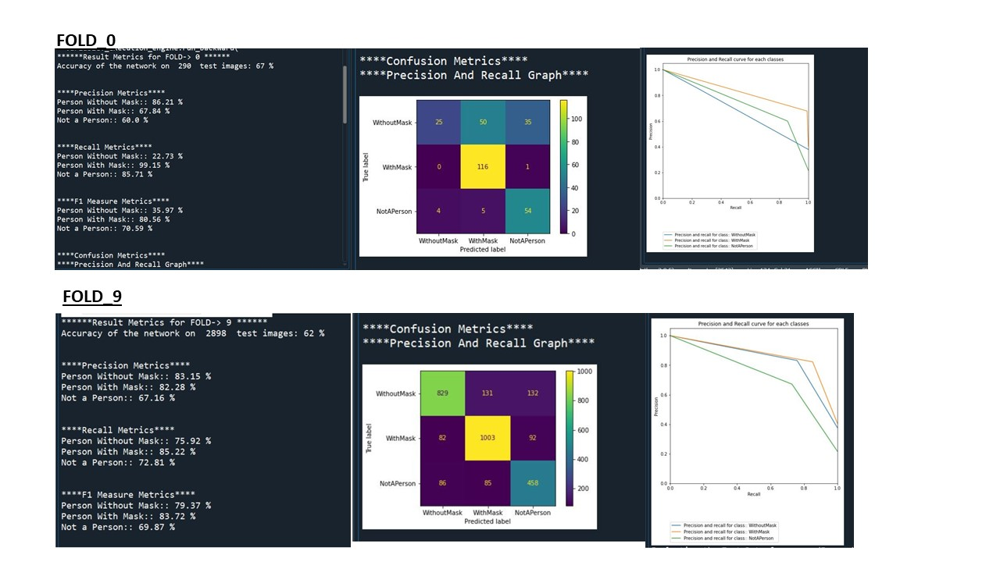 FOLD_0
******Result Metrics for FOLD-> 0 ******
Accuracy of the network on  290  test images: 67 %
****Precision Metrics****
Person Without Mask:: 86.21 %
Person With Mask:: 67.84 %
Not a Person:: 60.0 %
****Recall Metrics****
Person Without Mask:: 22.73 %
Person With Mask:: 99.15 %
Not a Person:: 85.71 %
****F1 Measure Metrics****
Person Without Mask:: 35.97 %
Person With Mask:: 80.56 %
Not a Person:: 70.59 %
****Confusion Metrics****
****Precision And Recall Graph****
****Confusion Metrics****
****Precision And Recall Graph****
WithoutMask 25 50 35
WithMask 0 116 1
NotAPerson 4 5 54
WithoutMask WithMask NotAPerson
Predicted label
True label
100
80
60
40
20
0
Precision and Recall curve for each classes
1.0
0.8
0.6
0.4
0.2
0.0
Precision
0.0 0.2 0.4 0.6 0.8 1.0
Recall
Precision and recall for class:: WithoutMask
Precision and recall for class:: WithMask
Precision and recall for class:: NotAPerson
FOLD_9
******Result Metrics for FOLD-> 9 ******
Accuracy of the network on  2898  test images: 62 %
****Precision Metrics****
Person Without Mask:: 83.15 %
Person With Mask:: 82.28 %
Not a Person:: 67.16 %
****Recall Metrics****
Person Without Mask:: 75.92 %
Person With Mask:: 85.22 %
Not a Person:: 72.81 %
****F1 Measure Metrics****
Person Without Mask:: 79.37 %
Person With Mask:: 83.72 %
Not a Person:: 69.87 %
****Confusion Metrics****
****Precision And Recall Graph****
WithoutMask 829 131 132
WithMask 82 1003 92
NotAPerson 86 85 458
WithoutMask WithMask NotAPerson
Predicted label
True label
1000
800
600
400
200
Precision and Recall curve for each classes
1.0
0.8
0.6
0.4
0.2
0.0
Precision
0.0 0.2 0.4 0.6 0.8 1.0
Recall
Precision and recall for class:: WithoutMask
Precision and recall for class:: WithMask
Precision and recall for class:: NotAPerson